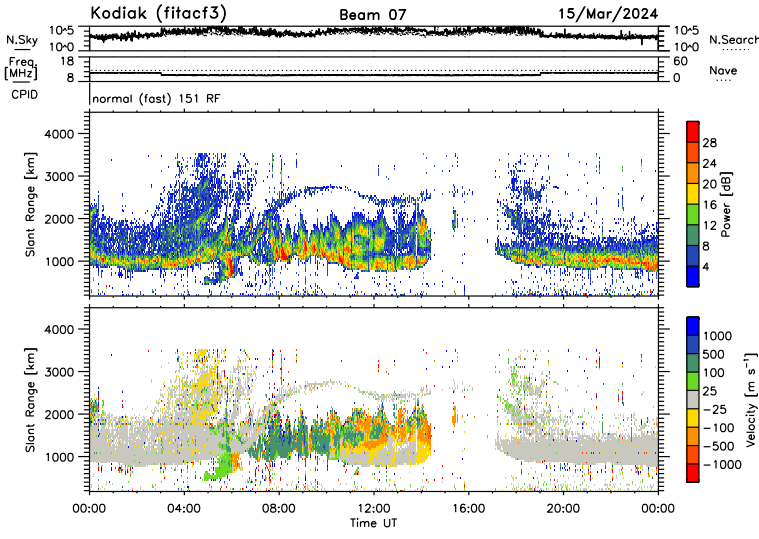 Kodiak (fitacf3) Beam 07 15/Mar/2024
N.Sky 10^5 10^0 10^5 10^0 N.Search
Freq. [MHz] 18 8 60 0 Nave
CPID normal (fast) 151 RF
Slant Range [km]
4000
3000
2000
1000
28
24
20
16
12
8
4
Power [dB]
Slant Range [km]
4000
3000
2000
1000
1000
500
100
25
−25
−100
−500
−1000
Velocity [m s⁻¹]
00:00 04:00 08:00 12:00 16:00 20:00 00:00
Time UT